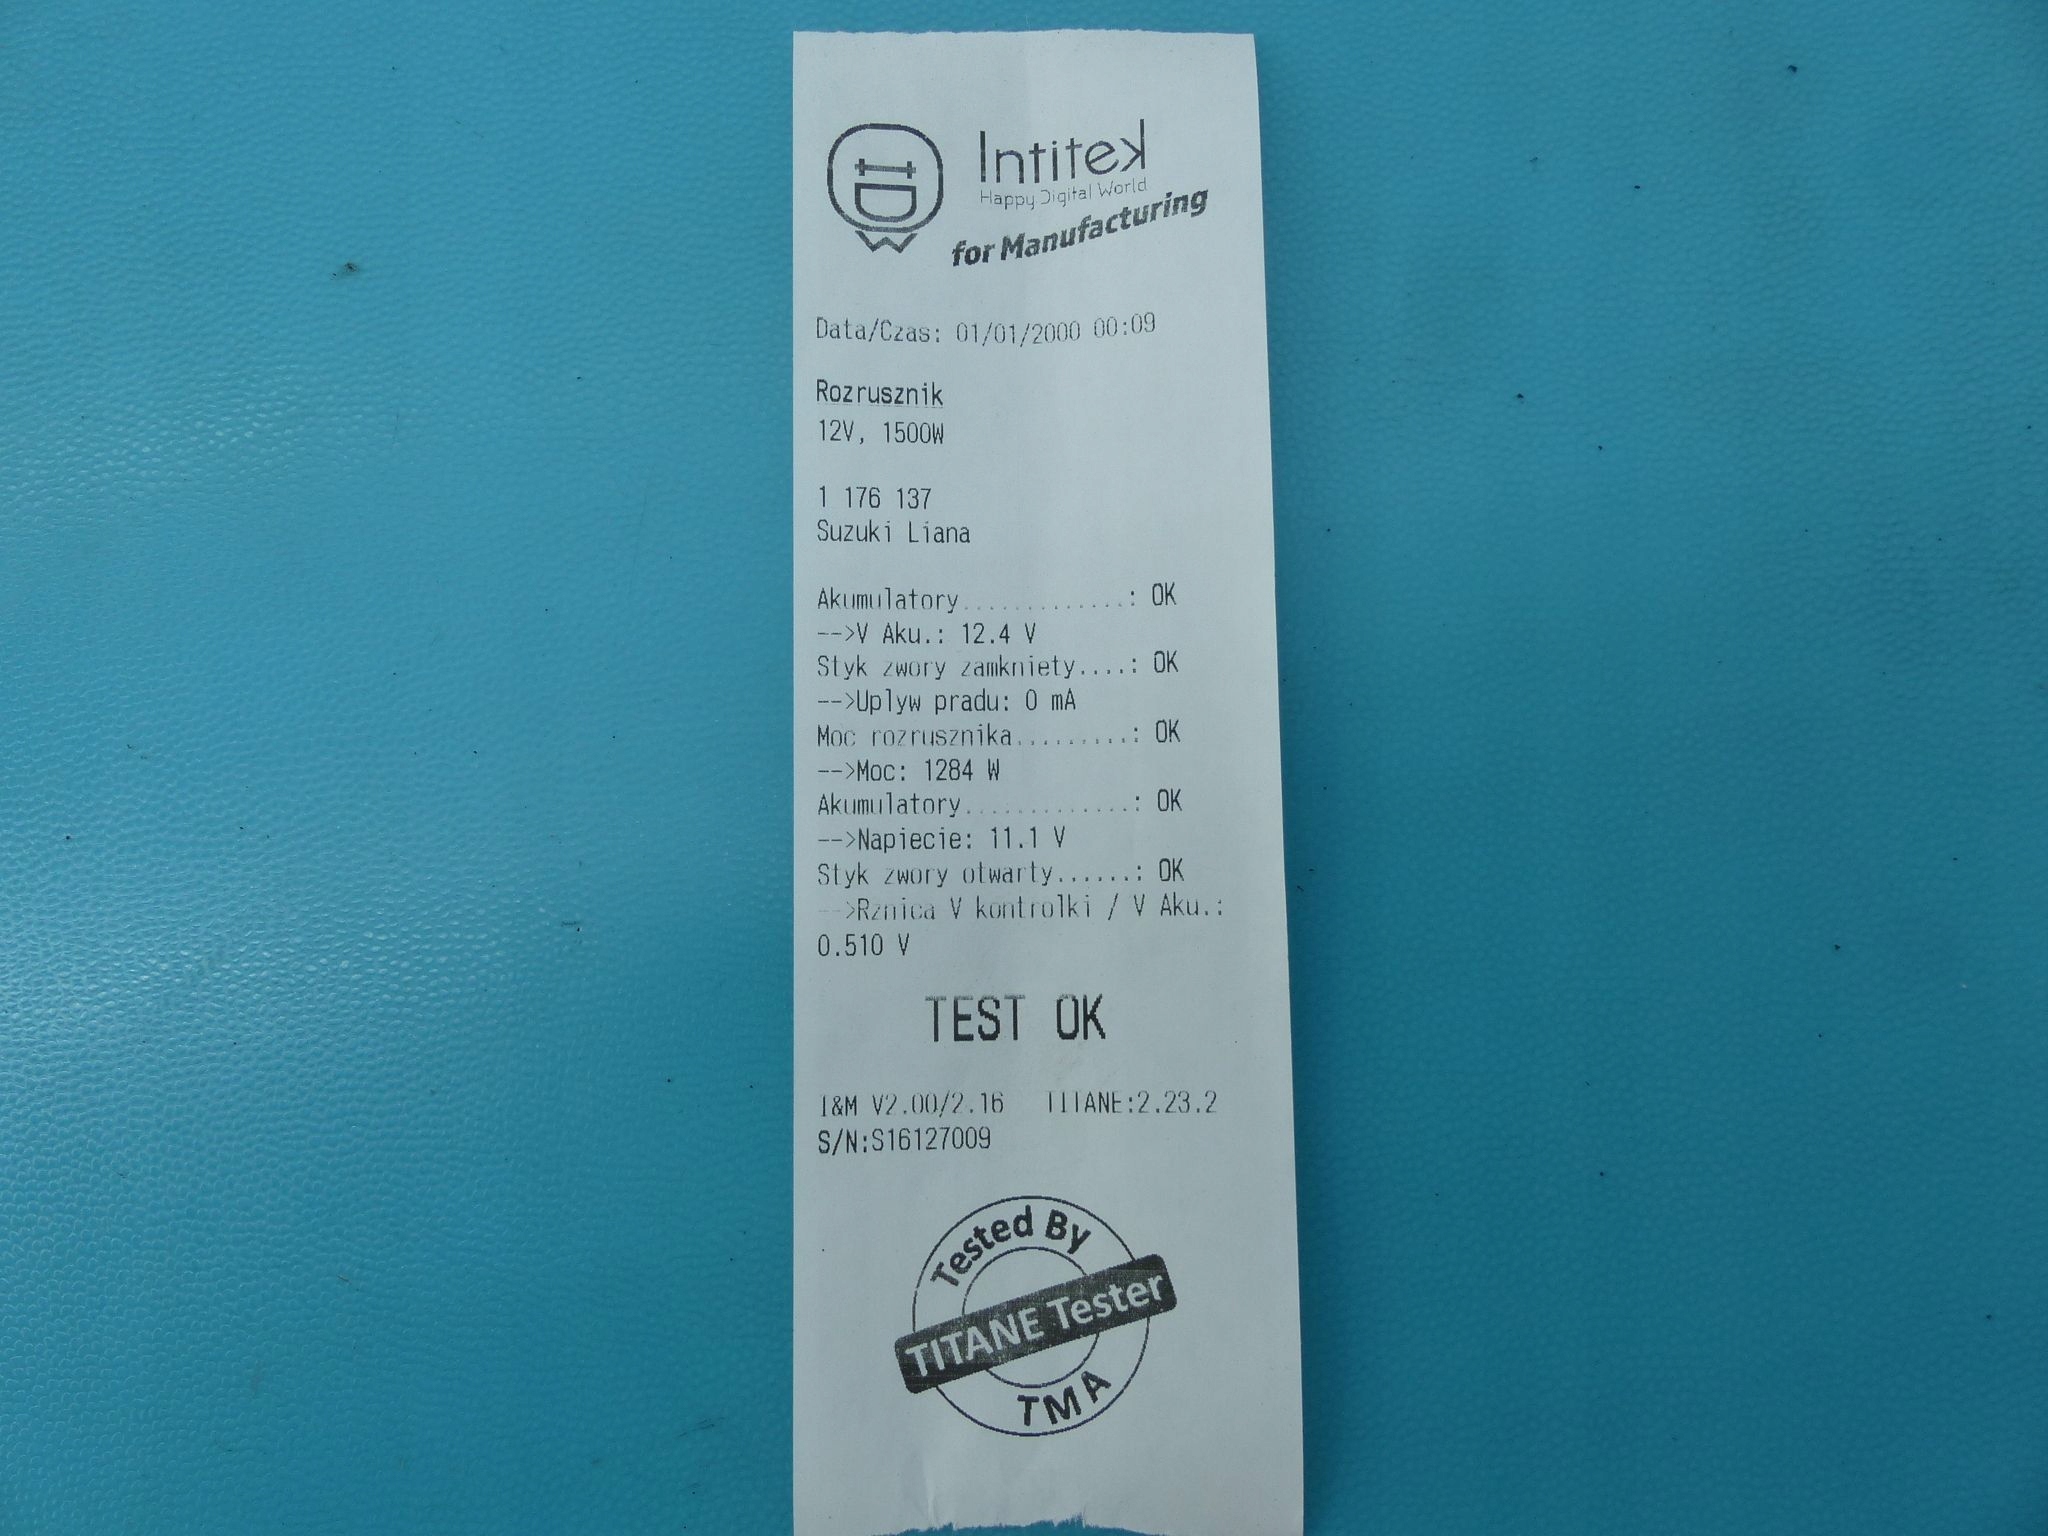 Intitek
Happy Digital World
for Manufacturing
Data/Czas: 01/01/2000 00:09
Rozrusznik
12V, 1500W
1 176 137
Suzuki Liana
Akumulatory.............: OK
-->V Aku.: 12.4 V
Styk zwory zamkniety....: OK
-->Uplyw pradu: 0 mA
Moc rozrusznika.........: OK
-->Moc: 1284 W
Akumulatory.............: OK
-->Napiecie: 11.1 V
Styk zwory otwarty......: OK
-->Rznica V kontrolki / V Aku.:
0.510 V
TEST OK
I&M V2.00/2.16 TITANE:2.23.2
S/N:S16127009
Tested By
TITANE Tester
TMA